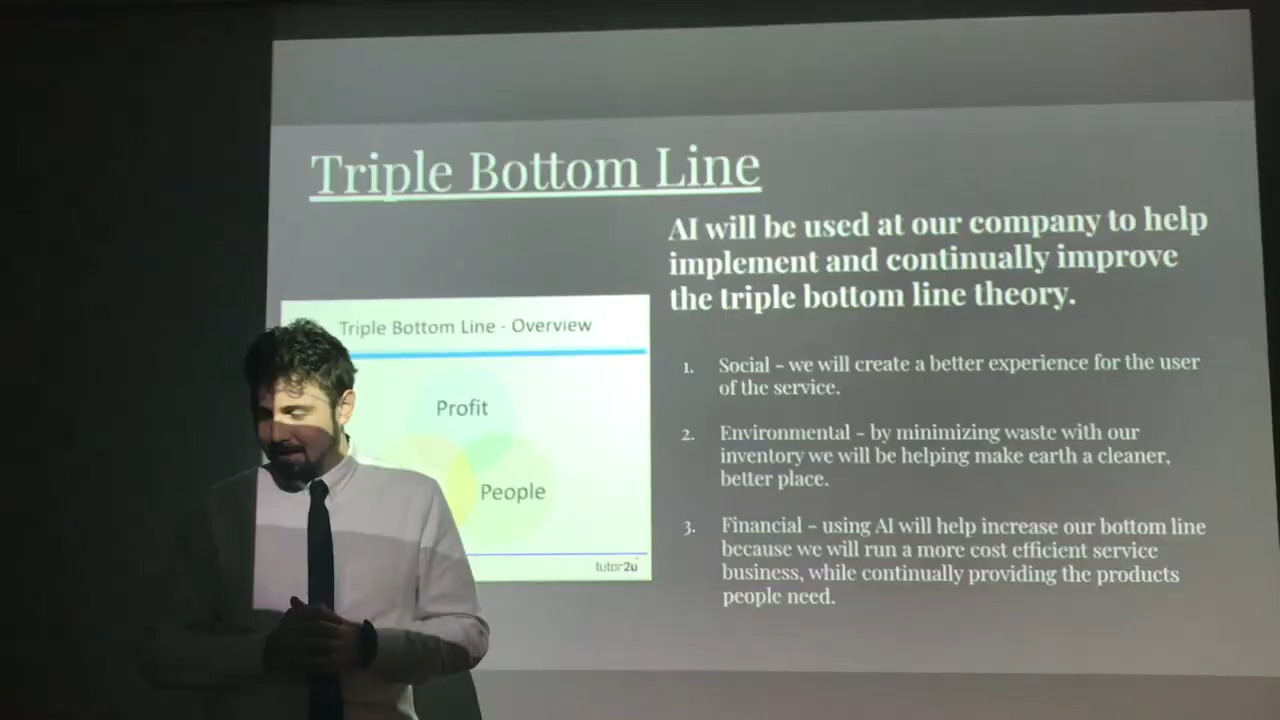 Triple Bottom Line
AI will be used at our company to help
implement and continually improve
the triple bottom line theory.
Triple Bottom Line - Overview
Profit
People
tutor2u
1. Social - we will create a better experience for the user
of the service.
2. Environmental - by minimizing waste with our
inventory we will be helping make earth a cleaner,
better place.
3. Financial - using AI will help increase our bottom line
because we will run a more cost efficient service
business, while continually providing the products
people need.